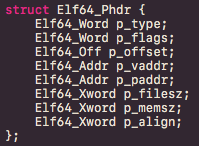 struct Elf64_Phdr {
    Elf64_Word p_type;
    Elf64_Word p_flags;
    Elf64_Off p_offset;
    Elf64_Addr p_vaddr;
    Elf64_Addr p_paddr;
    Elf64_Xword p_filesz;
    Elf64_Xword p_memsz;
    Elf64_Xword p_align;
};